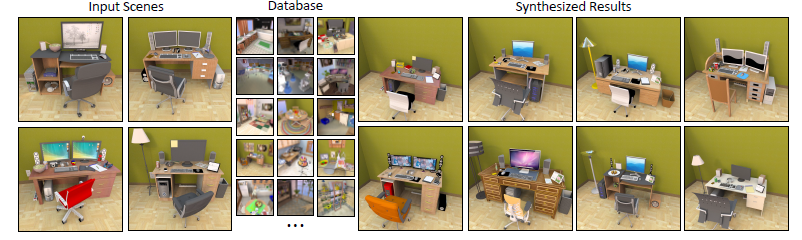 Input Scenes
Database
Synthesized Results
...